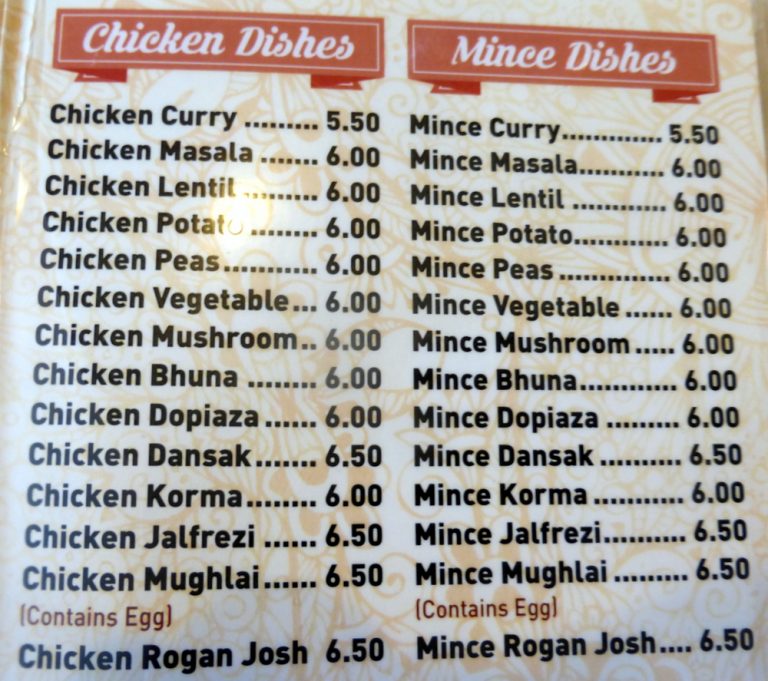 Chicken Dishes
Chicken Curry ......... 5.50
Chicken Masala ....... 6.00
Chicken Lentil ......... 6.00
Chicken Potato ........ 6.00
Chicken Peas ........... 6.00
Chicken Vegetable ... 6.00
Chicken Mushroom .. 6.00
Chicken Bhuna ........ 6.00
Chicken Dopiaza ...... 6.00
Chicken Dansak ....... 6.50
Chicken Korma ........ 6.00
Chicken Jalfrezi ...... 6.50
Chicken Mughlai ...... 6.50
(Contains Egg)
Chicken Rogan Josh 6.50
Mince Dishes
Mince Curry ............. 5.50
Mince Masala ........... 6.00
Mince Lentil ............ 6.00
Mince Potato ............ 6.00
Mince Peas .............. 6.00
Mince Vegetable ...... 6.00
Mince Mushroom ..... 6.00
Mince Bhuna ............ 6.00
Mince Dopiaza ......... 6.00
Mince Dansak .......... 6.50
Mince Korma ........... 6.00
Mince Jalfrezi .......... 6.50
Mince Mughlai ......... 6.50
(Contains Egg)
Mince Rogan Josh .... 6.50